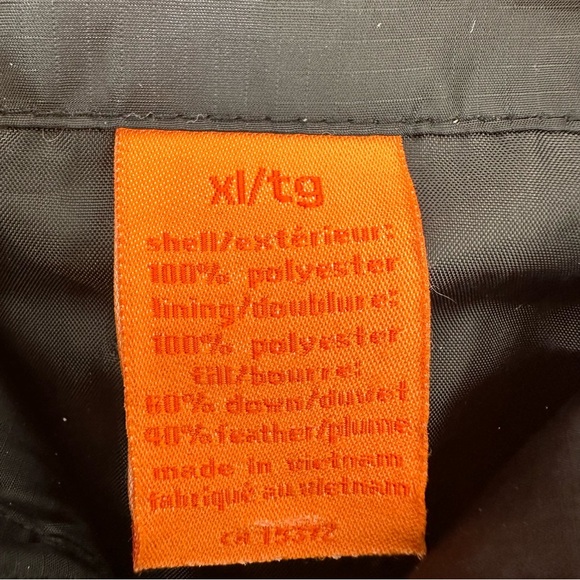 xl/tg
shell/extérieur:
100% polyester
lining/doublure:
100% polyester
fill/bourre:
60% down/duvet
40% feather/plume
made in vietnam
fabriqué au vietnam
CA 15372